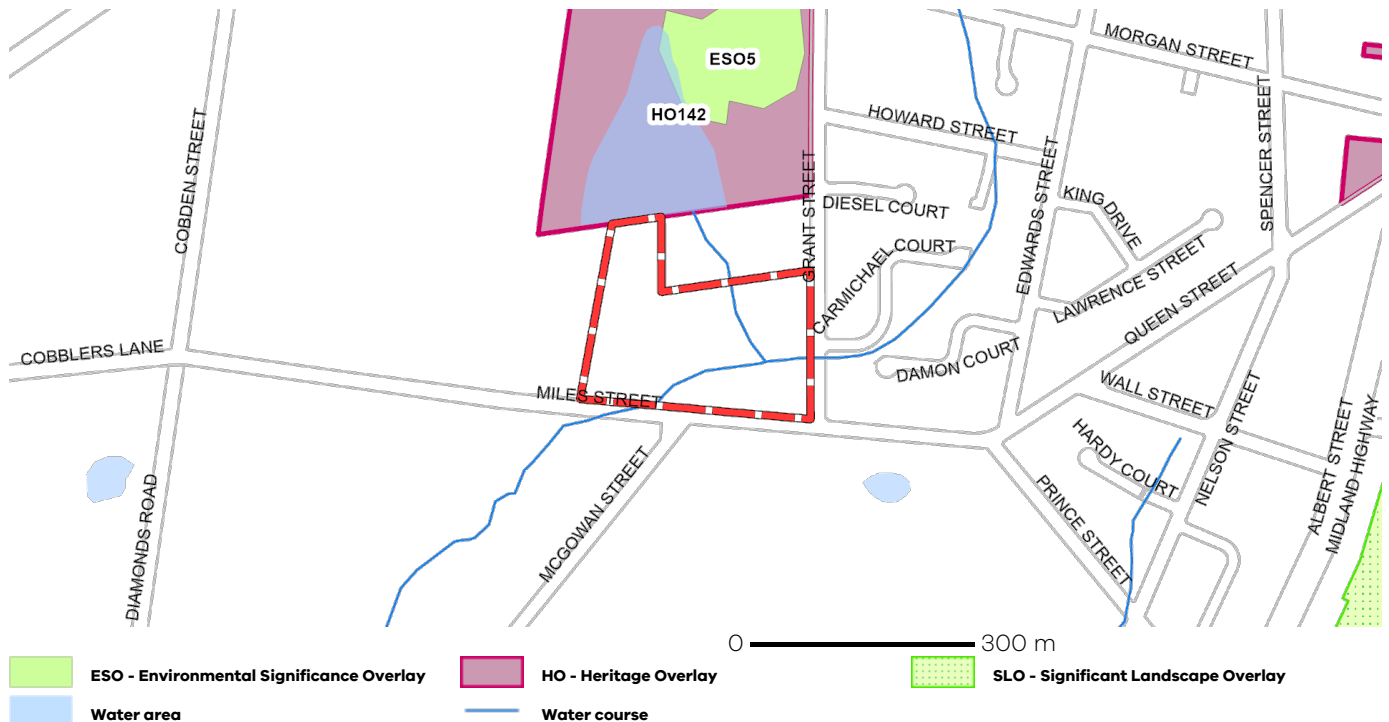 MORGAN STREET
ESO5
HO142
HOWARD STREET
COBDEN STREET
SPENCER STREET
GRANT STREET
DIESEL COURT
KING DRIVE
EDWARDS STREET
CARMICHAEL COURT
LAWRENCE STREET
QUEEN STREET
COBBLERS LANE
DAMON COURT
MILES STREET
WALL STREET
HARDY COURT
NELSON STREET
ALBERT STREET
MIDLAND HIGHWAY
DIAMONDS ROAD
MCGOWAN STREET
PRINCE STREET
0 300 m
ESO - Environmental Significance Overlay
HO - Heritage Overlay
SLO - Significant Landscape Overlay
Water area
Water course